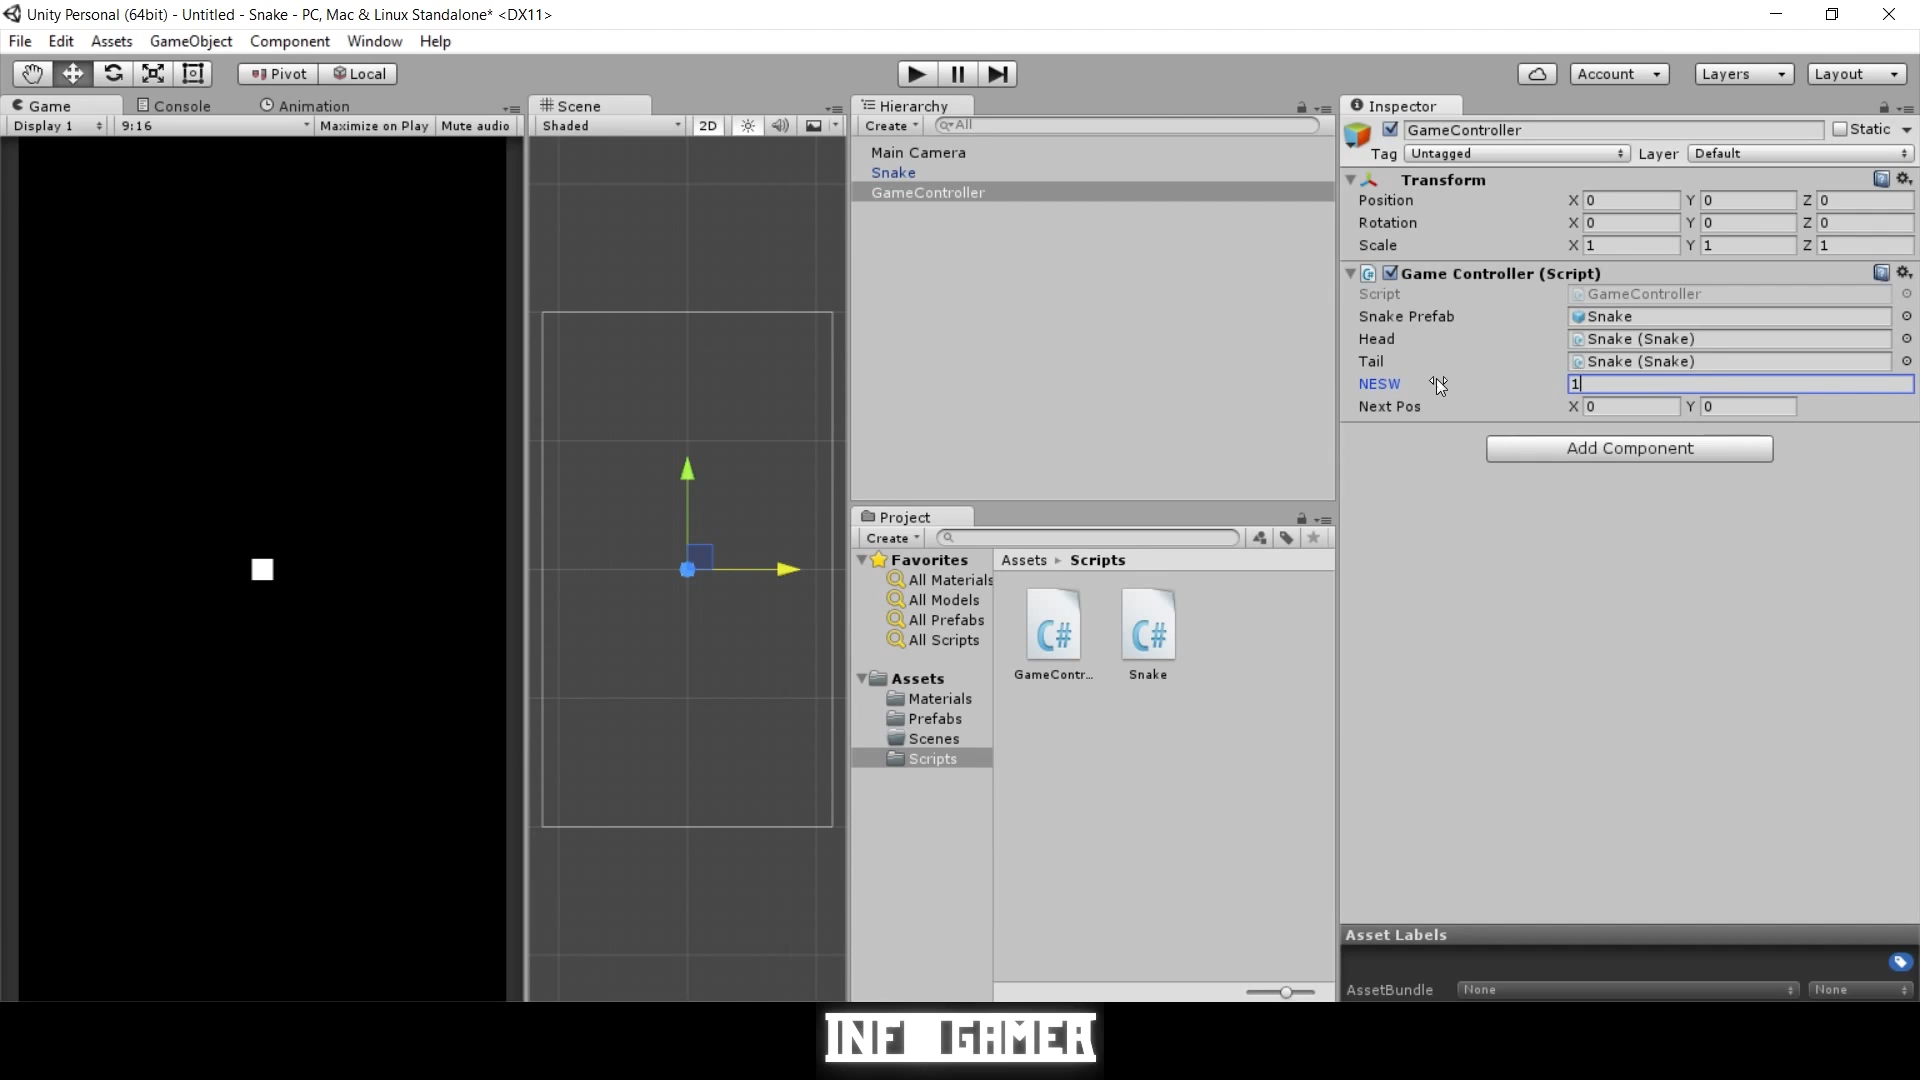 Unity Personal (64bit) - Untitled - Snake - PC, Mac & Linux Standalone* <DX11>
File Edit Assets GameObject Component Window Help
Pivot Local Account Layers Layout
Game Console Animation
Display 1 9:16 Maximize on Play Mute audio
Scene
Shaded 2D
Hierarchy
Create All
Main Camera
Snake
GameController
Project
Create
Favorites
All Materials
All Models
All Prefabs
All Scripts
Assets
Materials
Prefabs
Scenes
Scripts
Assets Scripts
C# C#
GameContr... Snake
Inspector
GameController Static
Tag Untagged Layer Default
Transform
Position X 0 Y 0 Z 0
Rotation X 0 Y 0 Z 0
Scale X 1 Y 1 Z 1
Game Controller (Script)
Script GameController
Snake Prefab Snake
Head Snake (Snake)
Tail Snake (Snake)
NESW 1
Next Pos X 0 Y 0
Add Component
Asset Labels
AssetBundle None None
INF GAMER